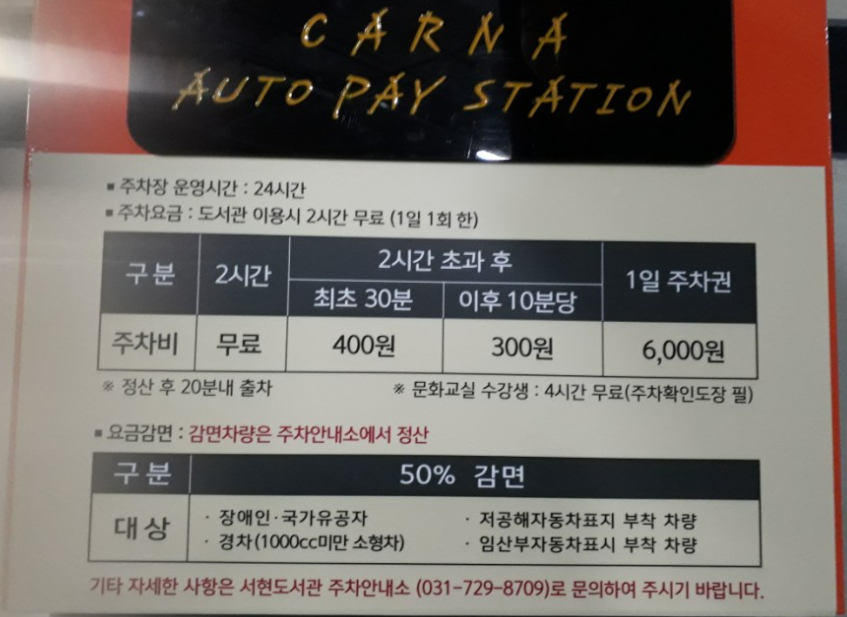 CARNA
AUTO PAY STATION
▪ 주차장 운영시간 : 24시간
▪ 주차요금 : 도서관 이용시 2시간 무료 (1일 1회 한)
구 분 2시간 2시간 초과 후 1일 주차권
최초 30분 이후 10분당
주차비 무료 400원 300원 6,000원
※ 정산 후 20분내 출차 ※ 문화교실 수강생 : 4시간 무료(주차확인도장 필)
▪ 요금감면 : 감면차량은 주차안내소에서 정산
구 분 50% 감면
대 상 · 장애인·국가유공자 · 저공해자동차표지 부착 차량
· 경차(1000cc미만 소형차) · 임산부자동차표시 부착 차량
기타 자세한 사항은 서현도서관 주차안내소 (031-729-8709)로 문의하여 주시기 바랍니다.